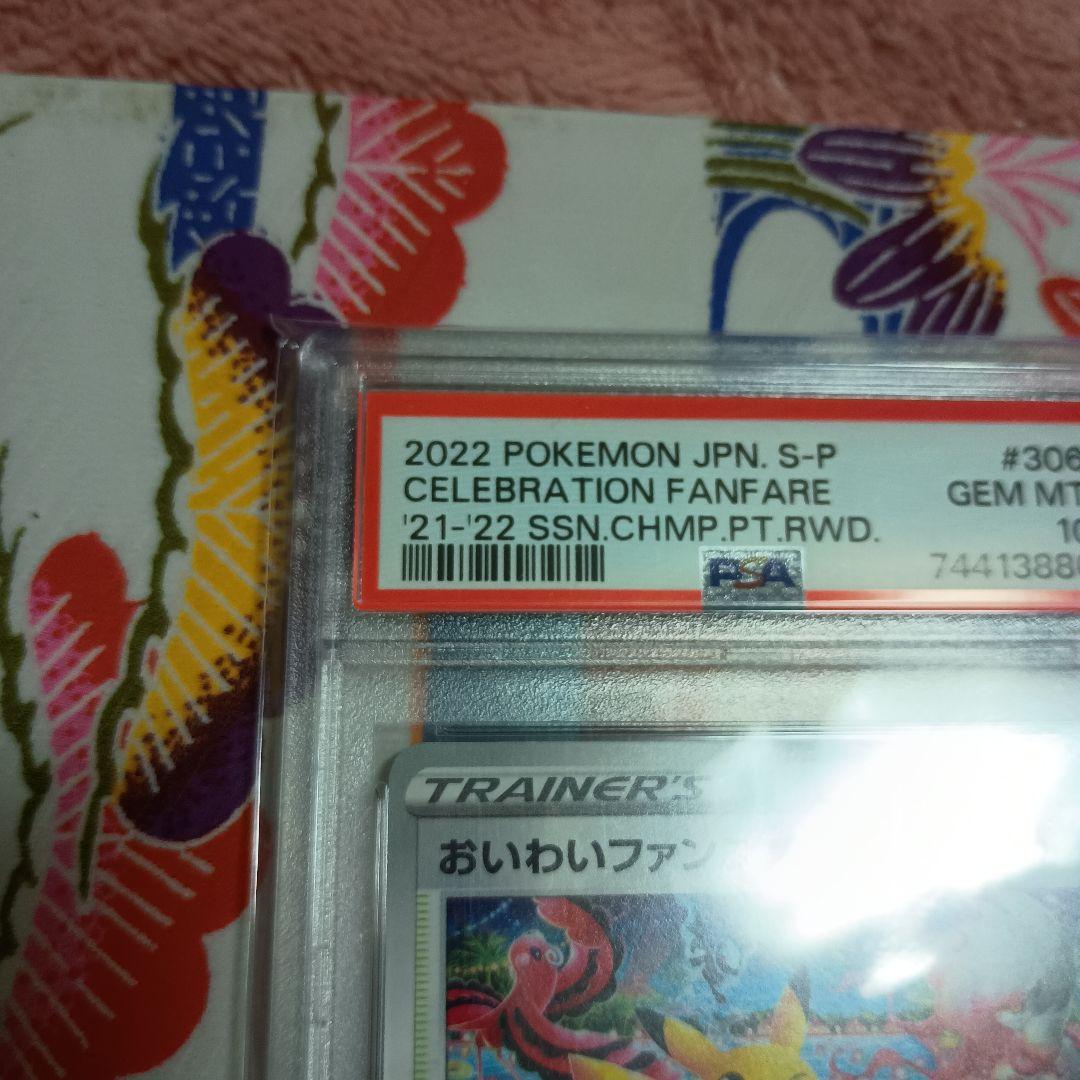 2022 POKEMON JPN. S-P #306
CELEBRATION FANFARE GEM MT
'21-'22 SSN.CHMP.PT.RWD. 10
PSA 7441388
TRAINER'S
おいわいファン